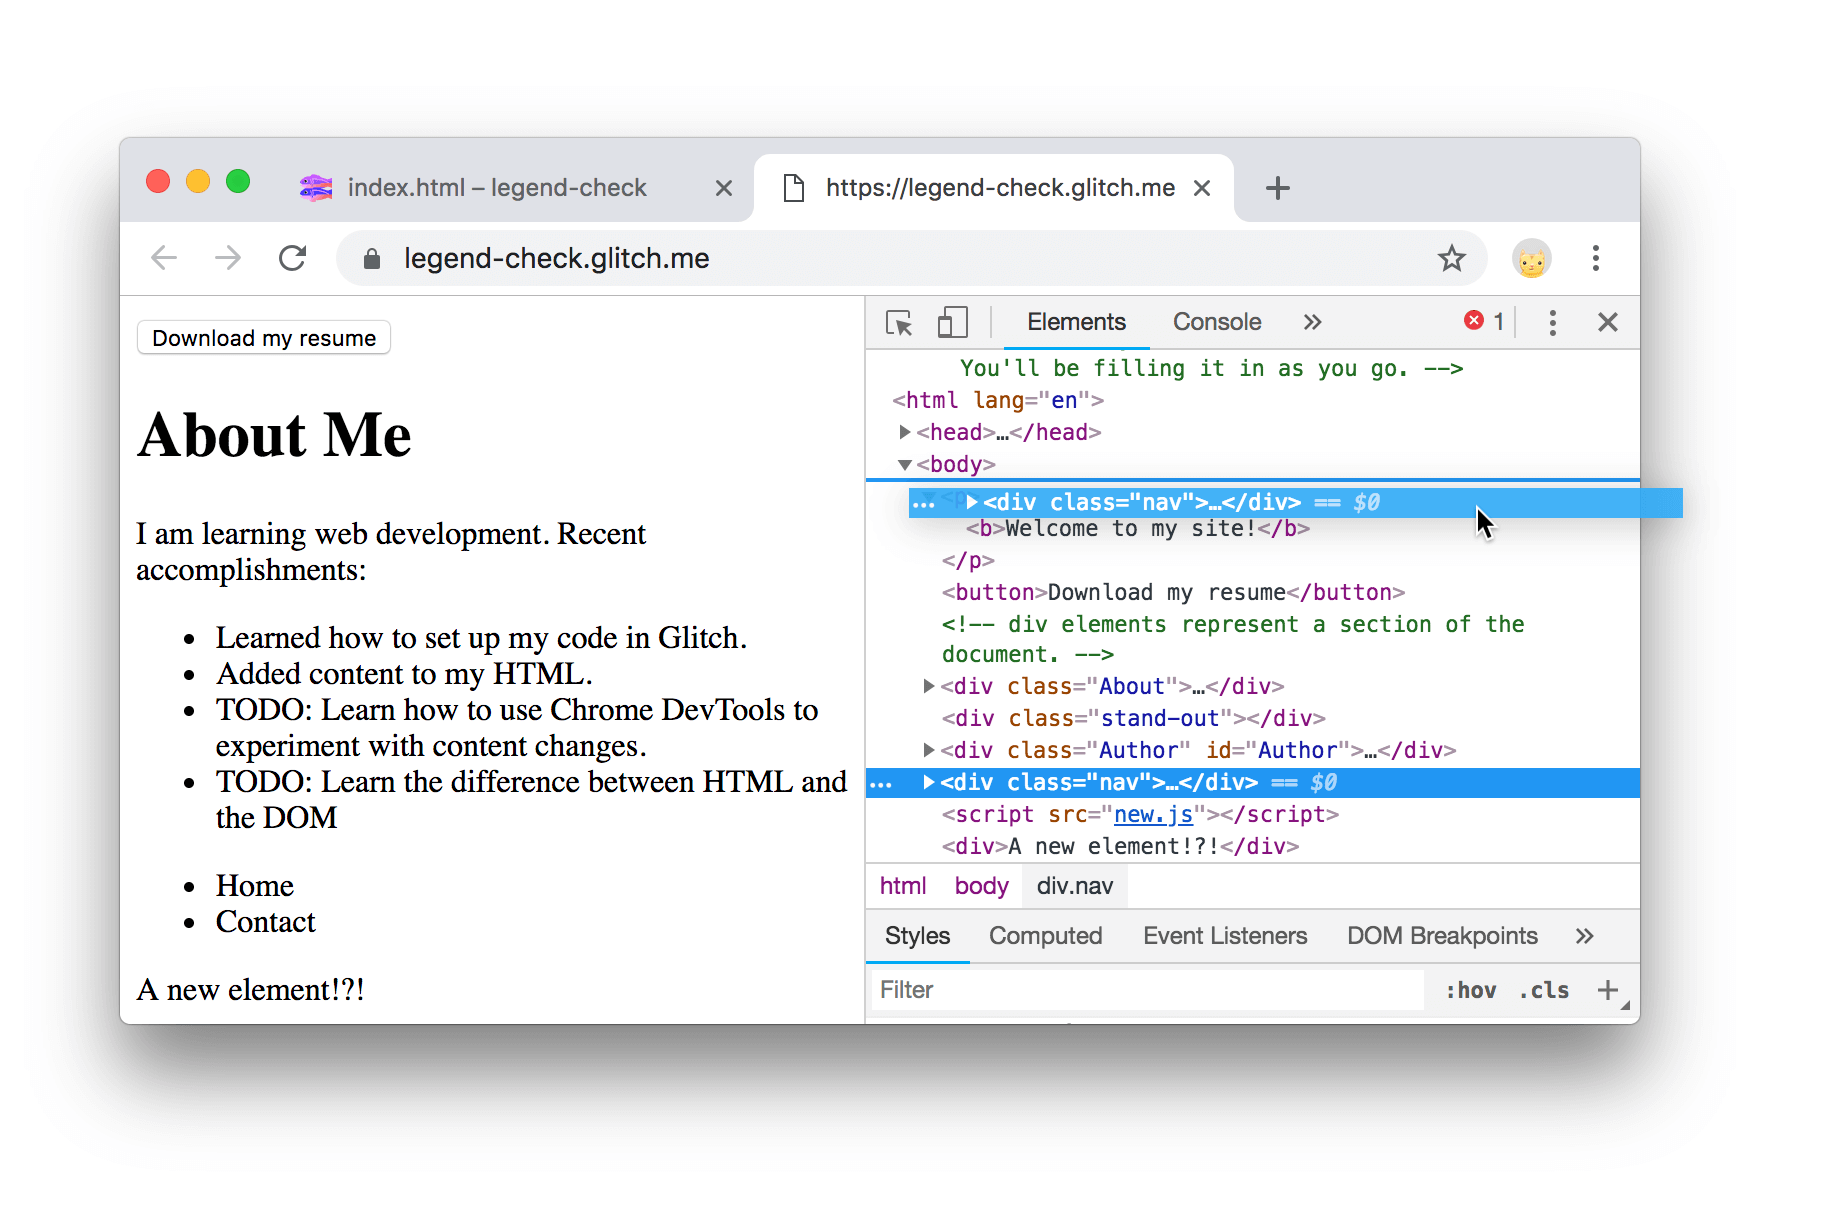 index.html – legend-check
https://legend-check.glitch.me
legend-check.glitch.me
Download my resume
About Me
I am learning web development. Recent
accomplishments:
• Learned how to set up my code in Glitch.
• Added content to my HTML.
• TODO: Learn how to use Chrome DevTools to
experiment with content changes.
• TODO: Learn the difference between HTML and
the DOM
• Home
• Contact
A new element!?!
Elements Console » 1
You'll be filling it in as you go. -->
<html lang="en">
<head>…</head>
<body>
<p>
… <div class="nav">…</div> == $0
<b>Welcome to my site!</b>
</p>
<button>Download my resume</button>
<!-- div elements represent a section of the
document. -->
<div class="About">…</div>
<div class="stand-out"></div>
<div class="Author" id="Author">…</div>
… <div class="nav">…</div> == $0
<script src="new.js"></script>
<div>A new element!?!</div>
html body div.nav
Styles Computed Event Listeners DOM Breakpoints »
Filter :hov .cls +